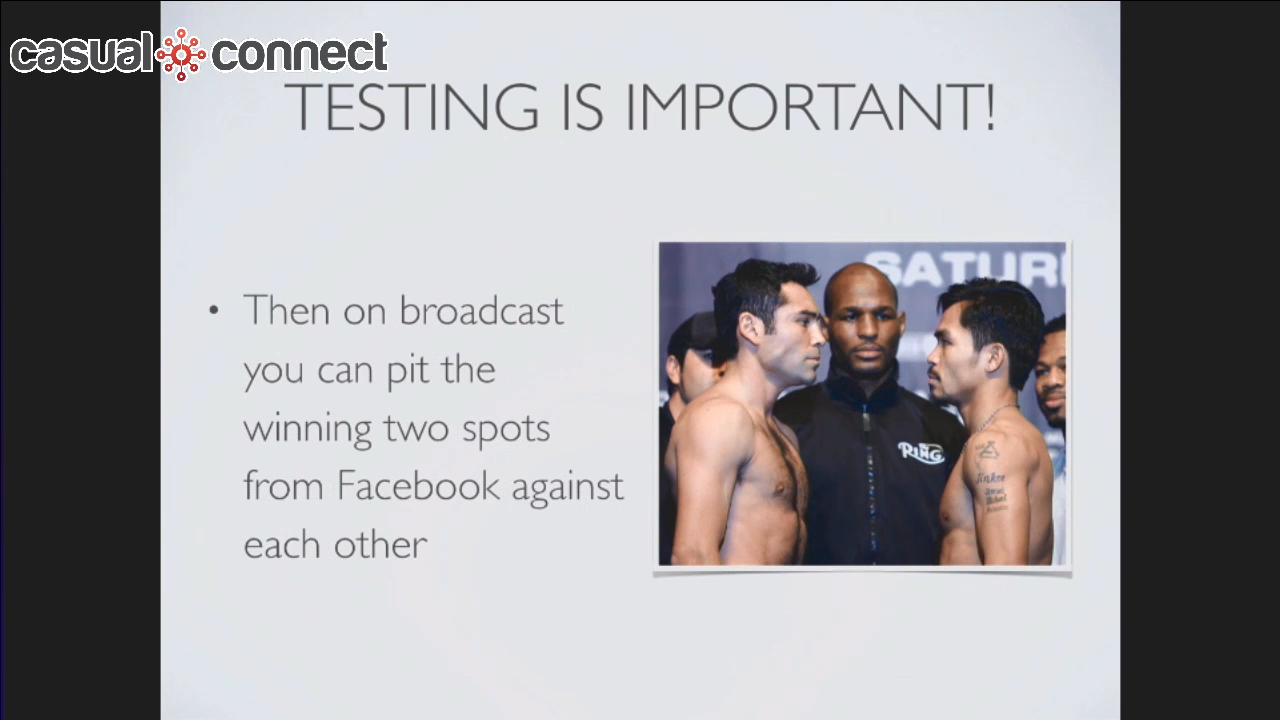 casual connect
TESTING IS IMPORTANT!
• Then on broadcast
you can pit the
winning two spots
from Facebook against
each other
SATUR
RING
Jinkee